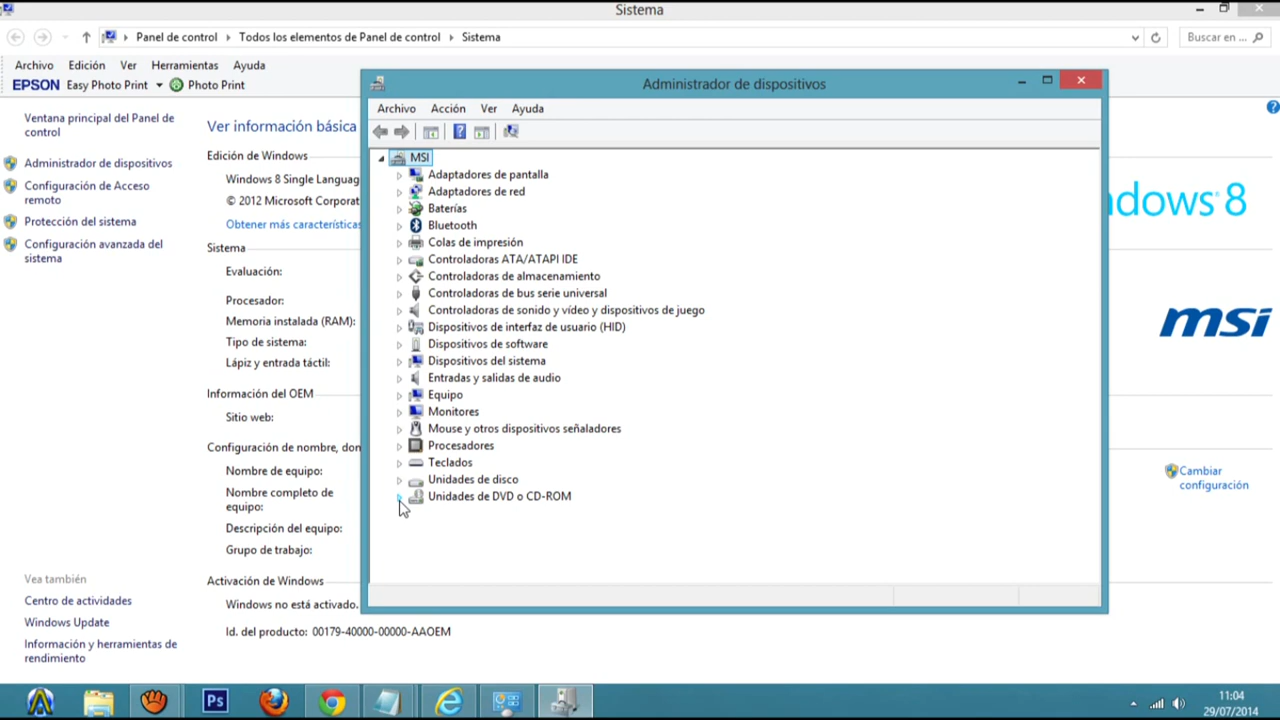 Sistema
Panel de control
Todos los elementos de Panel de control
Sistema
Buscar en ...
Archivo
Edición
Ver
Herramientas
Ayuda
EPSON
Easy Photo Print
Photo Print
Ventana principal del Panel de
control
Administrador de dispositivos
Configuración de Acceso
remoto
Protección del sistema
Configuración avanzada del
sistema
Vea también
Centro de actividades
Windows Update
Información y herramientas de
rendimiento
Ver información básica
Edición de Windows
Windows 8 Single Languag
© 2012 Microsoft Corporat
Obtener más características
Sistema
Evaluación:
Procesador:
Memoria instalada (RAM):
Tipo de sistema:
Lápiz y entrada táctil:
Información del OEM
Sitio web:
Configuración de nombre, don
Nombre de equipo:
Nombre completo de
equipo:
Descripción del equipo:
Grupo de trabajo:
Activación de Windows
Windows no está activado.
Id. del producto: 00179-40000-00000-AAOEM
Administrador de dispositivos
Archivo
Acción
Ver
Ayuda
MSI
Adaptadores de pantalla
Adaptadores de red
Baterías
Bluetooth
Colas de impresión
Controladoras ATA/ATAPI IDE
Controladoras de almacenamiento
Controladoras de bus serie universal
Controladoras de sonido y vídeo y dispositivos de juego
Dispositivos de interfaz de usuario (HID)
Dispositivos de software
Dispositivos del sistema
Entradas y salidas de audio
Equipo
Monitores
Mouse y otros dispositivos señaladores
Procesadores
Teclados
Unidades de disco
Unidades de DVD o CD-ROM
dows 8
msi
Cambiar
configuración
Ps
11:04
29/07/2014